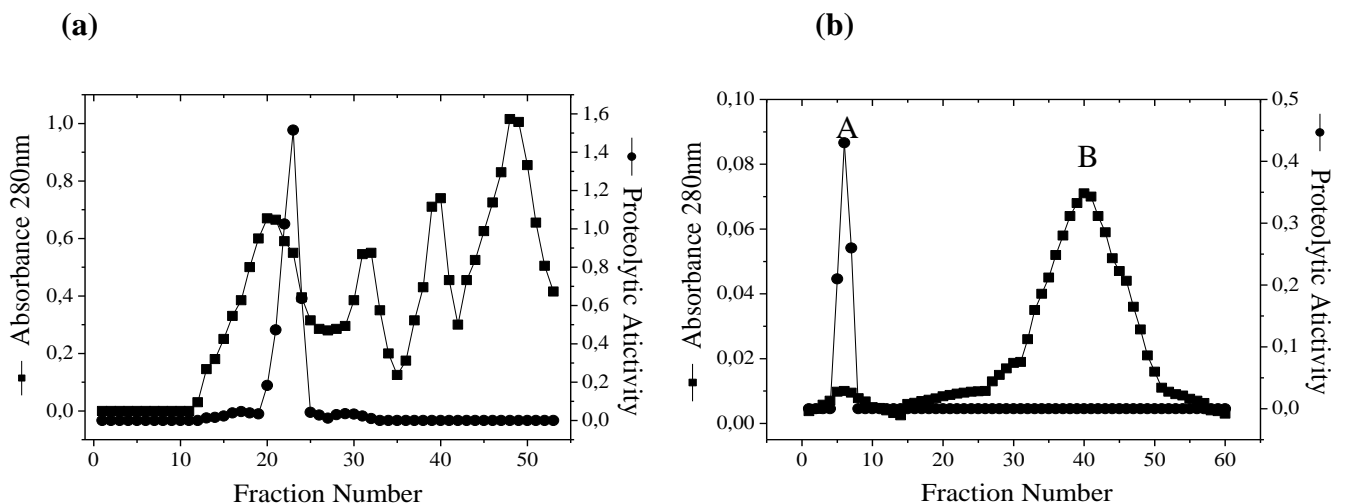 (a)
(b)
Absorbance 280nm
1,0
0,8
0,6
0,4
0,2
0,0
1,6
1,4
1,2
1,0
0,8
0,6
0,4
0,2
0,0
Proteolytic Atictivity
0 10 20 30 40 50
Fraction Number
Absorbance 280nm
0,10
0,08
0,06
0,04
0,02
0,00
A
B
0,5
0,4
0,3
0,2
0,1
0,0
Proteolytic Atictivity
0 10 20 30 40 50 60
Fraction Number